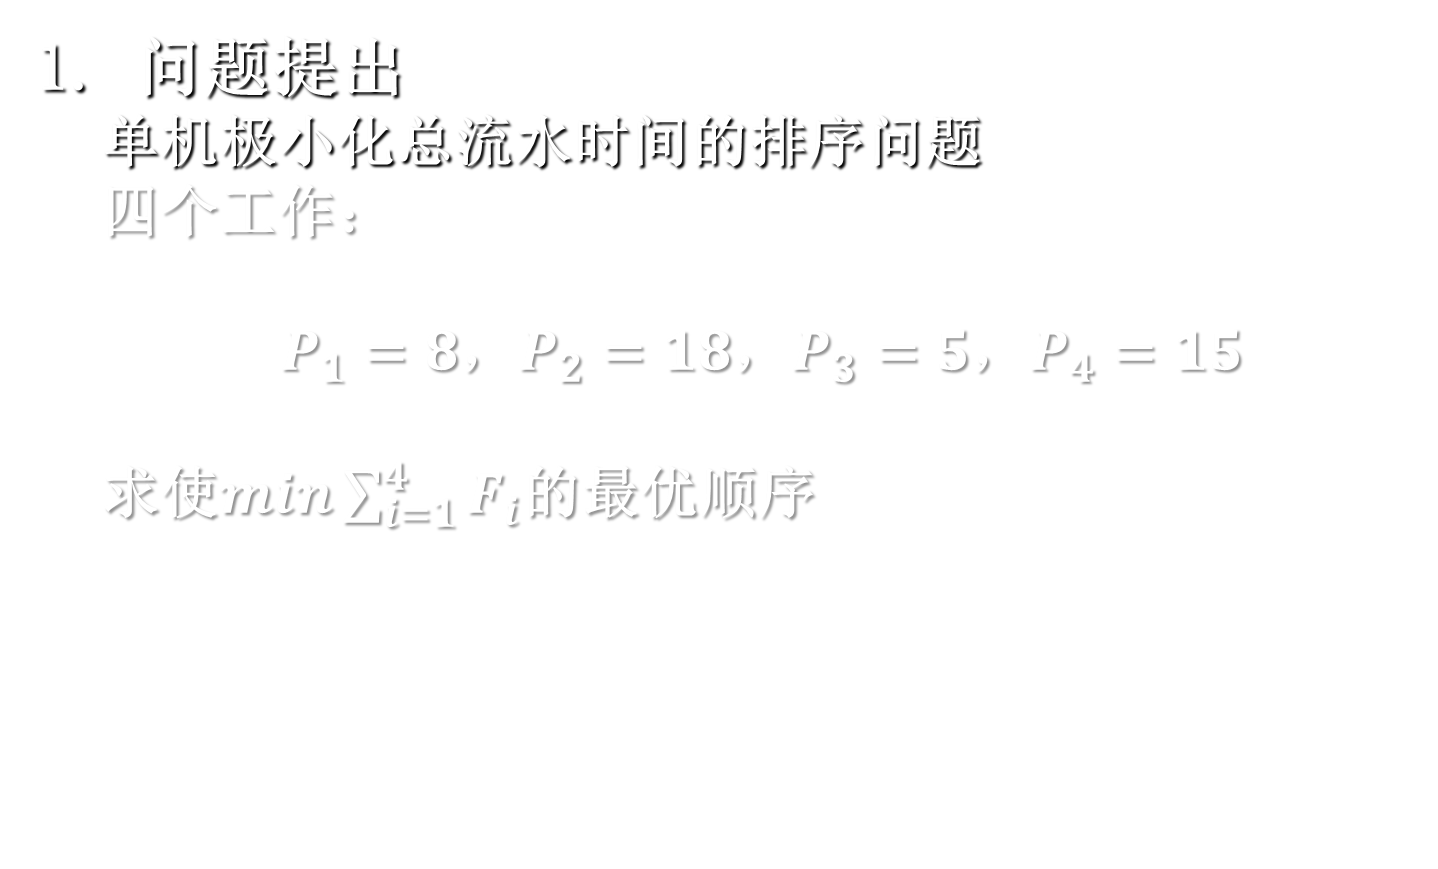 1. 问题提出
单机极小化总流水时间的排序问题
四个工作：
P₁ = 8，P₂ = 18，P₃ = 5，P₄ = 15
求使min∑⁴ᵢ₌₁ Fᵢ的最优顺序